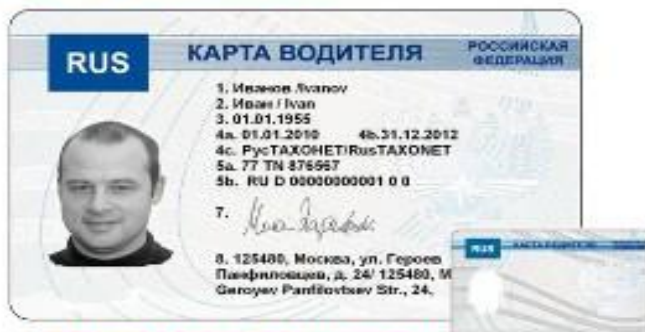 RUS
КАРТА ВОДИТЕЛЯ
РОССИЙСКАЯ
ФЕДЕРАЦИЯ
1. Иванов /Ivanov
2. Иван / Ivan
3. 01.01.1955
4a. 01.01.2010 4b.31.12.2012
4c. РусТАХОНЕТ/RusTAXONET
5a. 77 TN 876567
5b. RU D 00000000001 0 0
7.
8. 125480, Москва, ул. Героев
Панфиловцев, д. 24/ 125480, М
Geroyev Panfilovtsev Str., 24,
RUS
КАРТА ВОДИТЕЛЯ